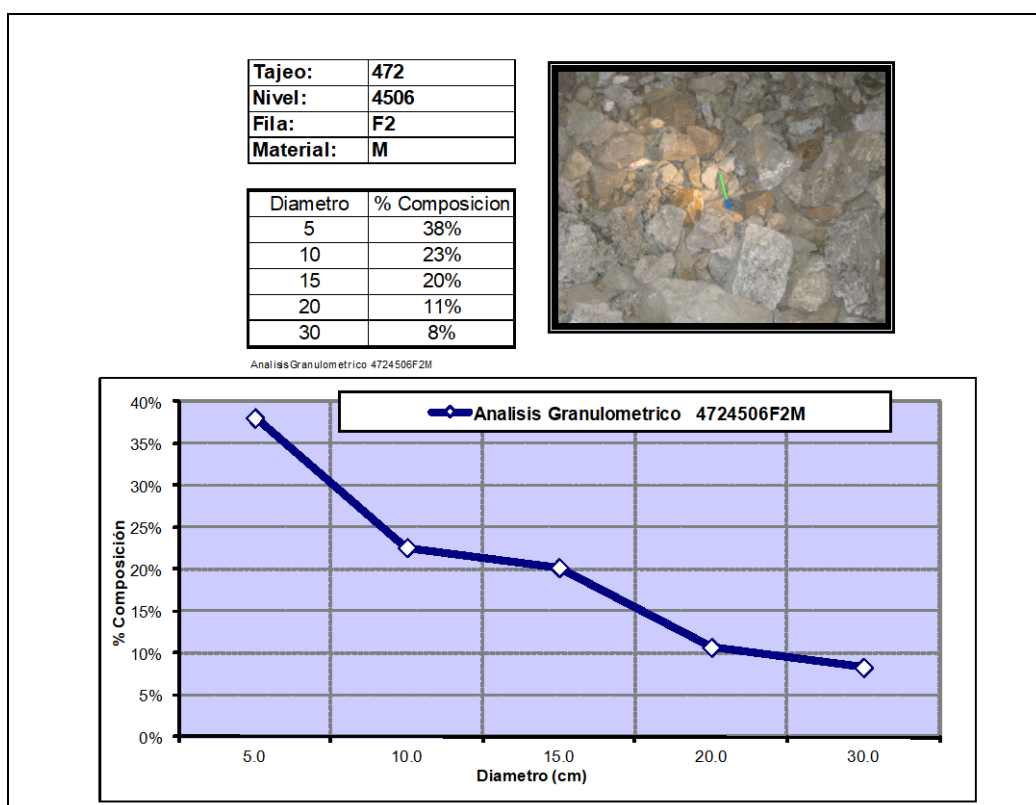 Tajeo: 472
Nivel: 4506
Fila: F2
Material: M
Diametro % Composicion
5 38%
10 23%
15 20%
20 11%
30 8%
AnalisisGranulometrico 4724506F2M
Analisis Granulometrico 4724506F2M
40%
35%
30%
25%
20%
15%
10%
5%
0%
% Composición
5.0 10.0 15.0 20.0 30.0
Diametro (cm)